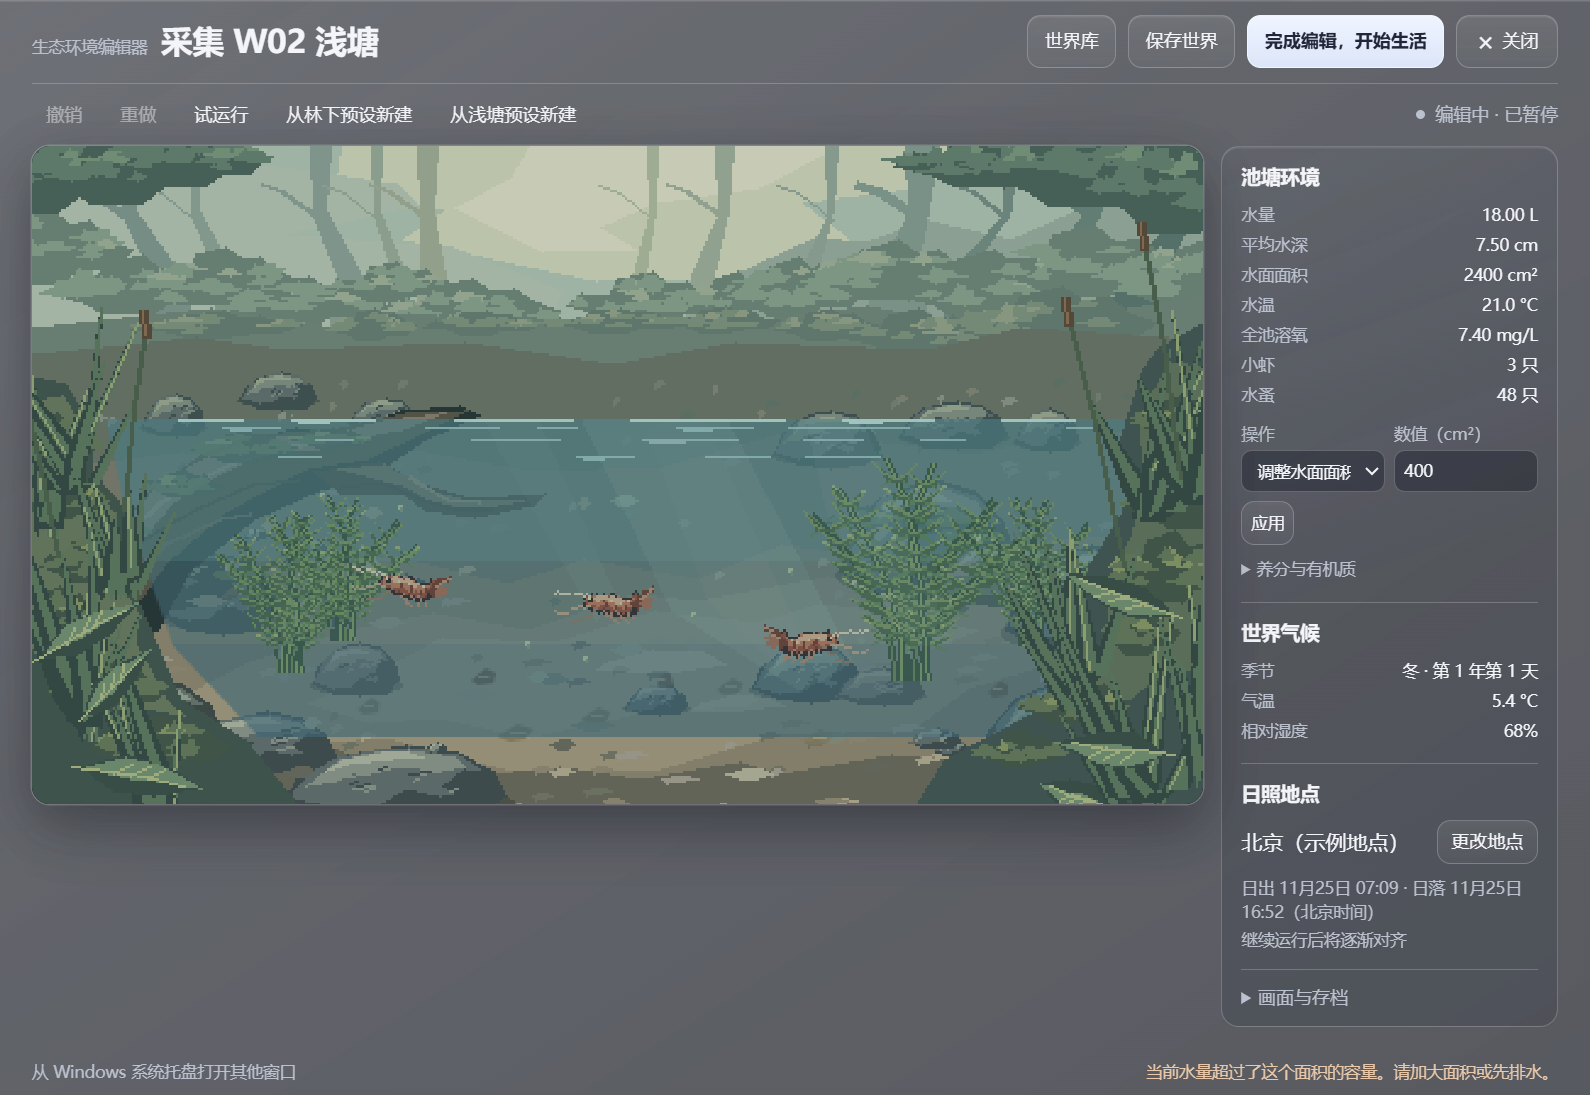 生态环境编辑器 采集 W02 浅塘
世界库 保存世界 完成编辑，开始生活 × 关闭
撤销 重做 试运行 从林下预设新建 从浅塘预设新建
编辑中 · 已暂停
池塘环境
水量 18.00 L
平均水深 7.50 cm
水面面积 2400 cm²
水温 21.0 °C
全池溶氧 7.40 mg/L
小虾 3 只
水蚤 48 只
操作 数值（cm²）
调整水面面积 400
应用
养分与有机质
世界气候
季节 冬 · 第 1 年第 1 天
气温 5.4 °C
相对湿度 68%
日照地点
北京（示例地点） 更改地点
日出 11月25日 07:09 · 日落 11月25日
16:52（北京时间）
继续运行后将逐渐对齐
画面与存档
从 Windows 系统托盘打开其他窗口
当前水量超过了这个面积的容量。请加大面积或先排水。